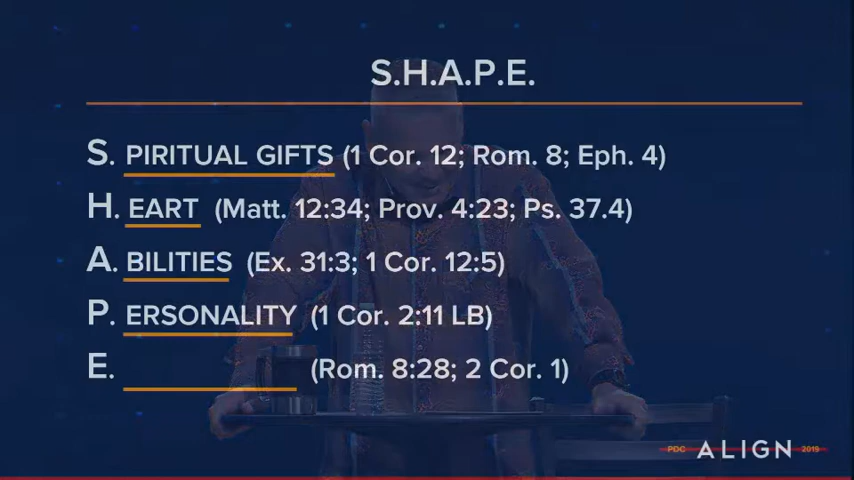 S.H.A.P.E.
S. PIRITUAL GIFTS (1 Cor. 12; Rom. 8; Eph. 4)
H. EART (Matt. 12:34; Prov. 4:23; Ps. 37.4)
A. BILITIES (Ex. 31:3; 1 Cor. 12:5)
P. ERSONALITY (1 Cor. 2:11 LB)
E. (Rom. 8:28; 2 Cor. 1)
PDC ALIGN 2019